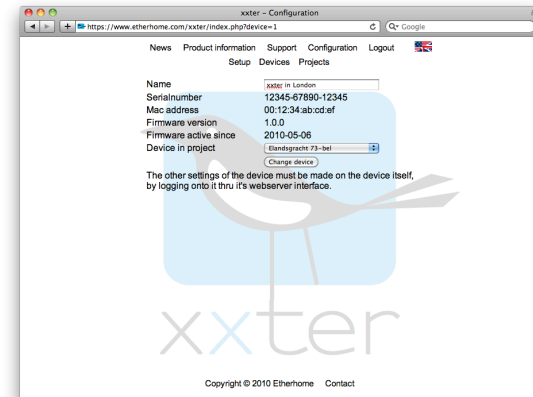 xxter – Configuration
https://www.etherhome.com/xxter/index.php?device=1
Google
News Product information Support Configuration Logout
Setup Devices Projects
Name xxter in London
Serialnumber 12345-67890-12345
Mac address 00:12:34:ab:cd:ef
Firmware version 1.0.0
Firmware active since 2010-05-06
Device in project Elandsgracht 73-bel
Change device
The other settings of the device must be made on the device itself,
by logging onto it thru it's webserver interface.
xxter
Copyright © 2010 Etherhome Contact